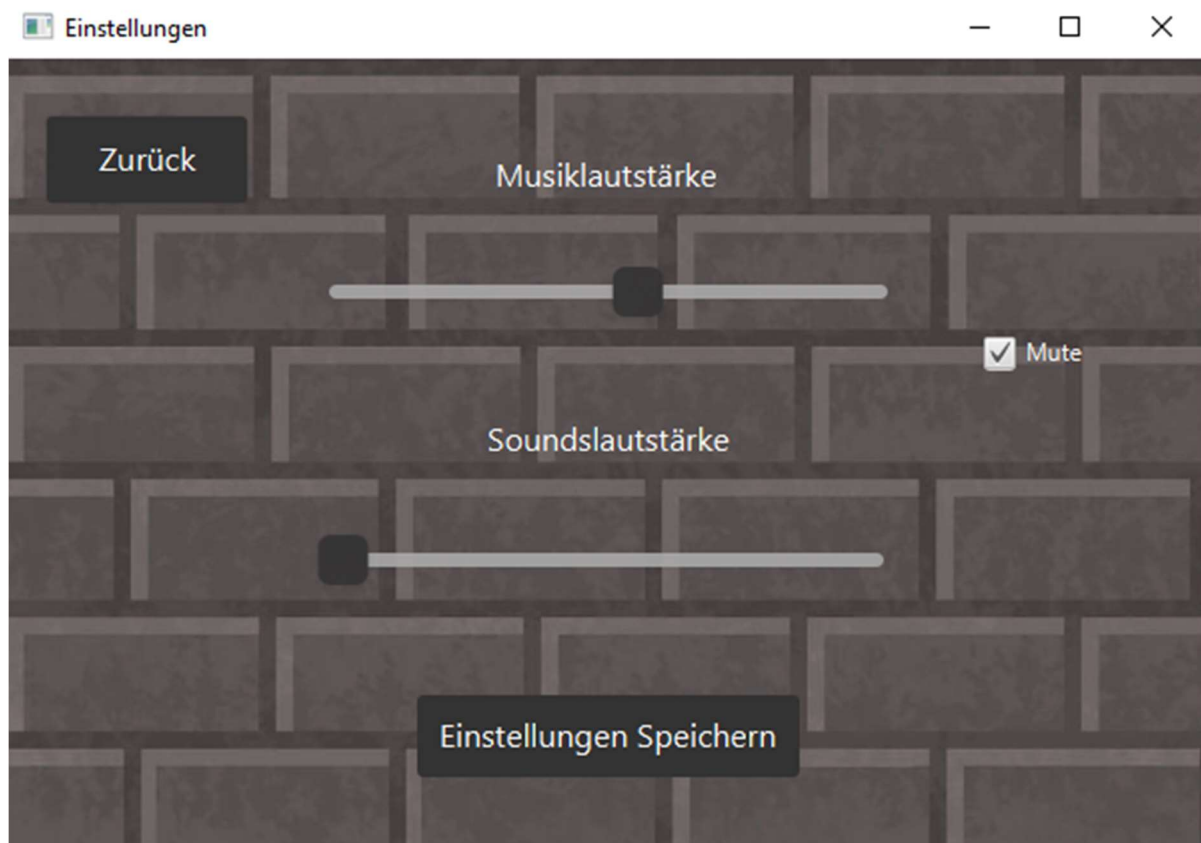 Einstellungen
Zurück
Musiklautstärke
Mute
Soundslautstärke
Einstellungen Speichern